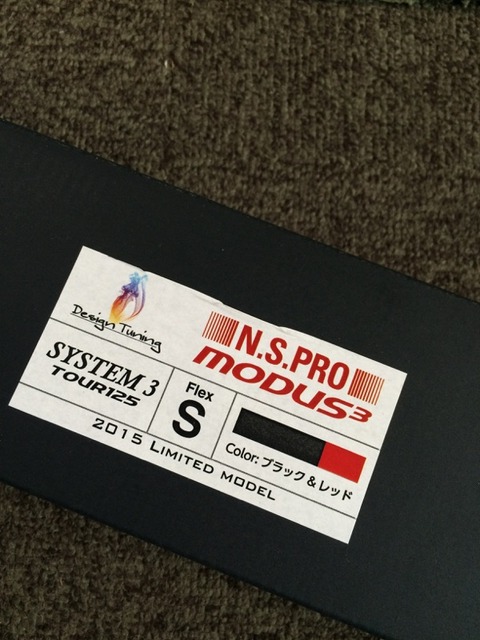 Design Tuning
N.S.PRO
MODUS3
SYSTEM 3
TOUR125
Flex
S
Color: ブラック＆レッド
2015 LIMITED MODEL